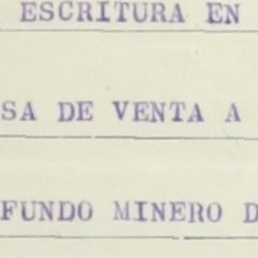 ESCRITURA EN
SA DE VENTA A
FUNDO MINERO D